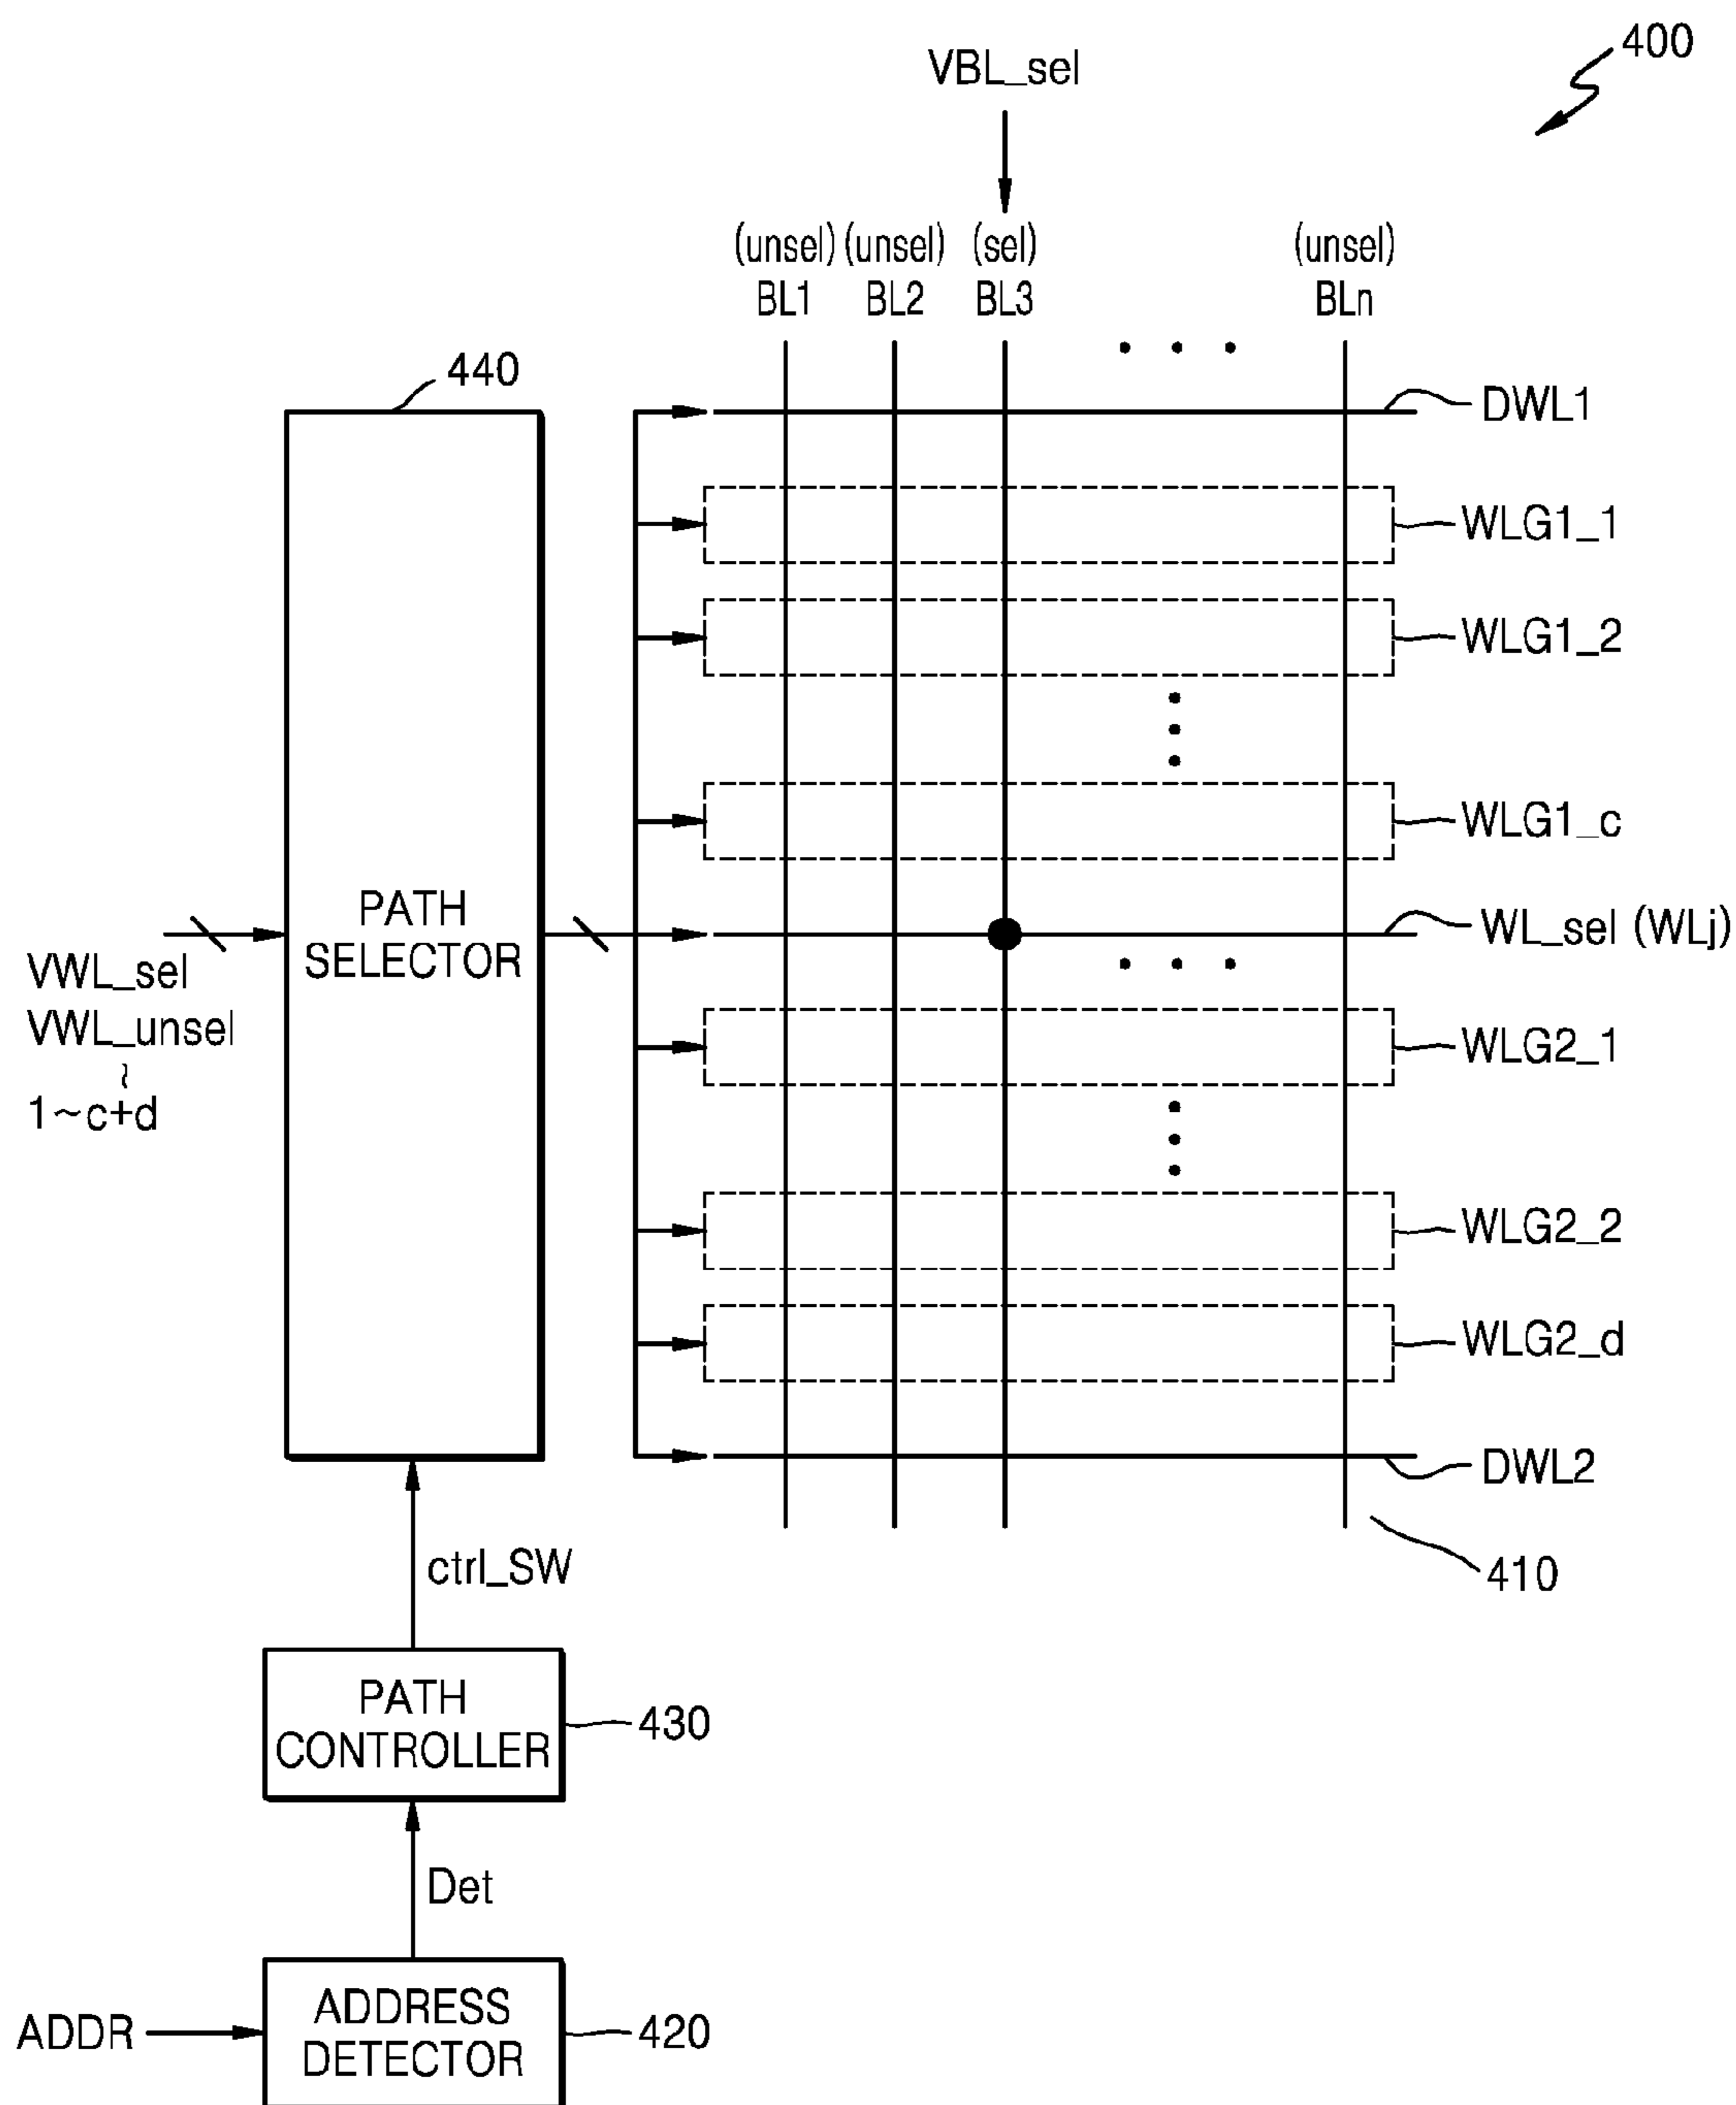 400
VBL_sel
(unsel) (unsel) (sel) (unsel)
BL1 BL2 BL3 BLn
440
DWL1
WLG1_1
WLG1_2
WLG1_c
PATH
SELECTOR
WL_sel (WLj)
VWL_sel
VWL_unsel
~
1~c+d
WLG2_1
WLG2_2
WLG2_d
DWL2
410
ctrl_SW
PATH
CONTROLLER
430
Det
ADDR
ADDRESS
DETECTOR
420